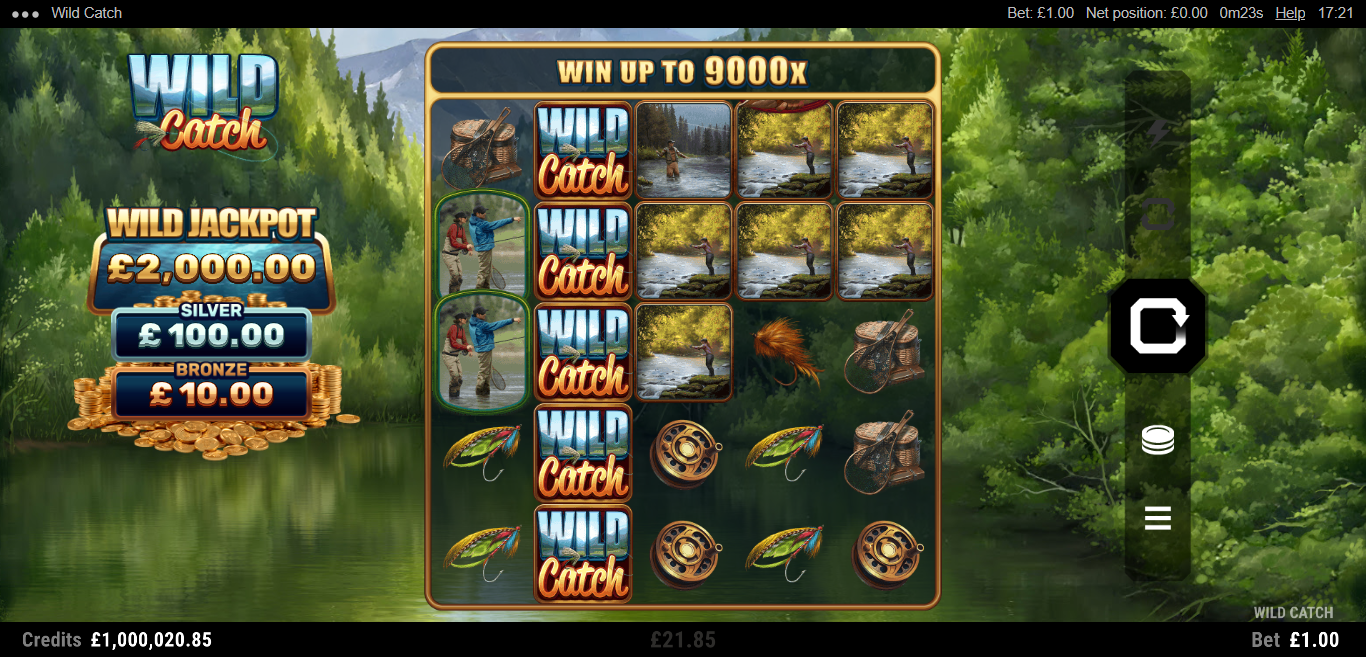 Wild Catch
Bet: £1.00 Net position: £0.00 0m23s Help 17:21
WILD
Catch
WIN UP TO 9000X
WILD JACKPOT
£2,000.00
SILVER
£100.00
BRONZE
£10.00
WILD
Catch
WILD
Catch
WILD
Catch
WILD
Catch
WILD
Catch
WILD CATCH
Credits £1,000,020.85
£21.85
Bet £1.00